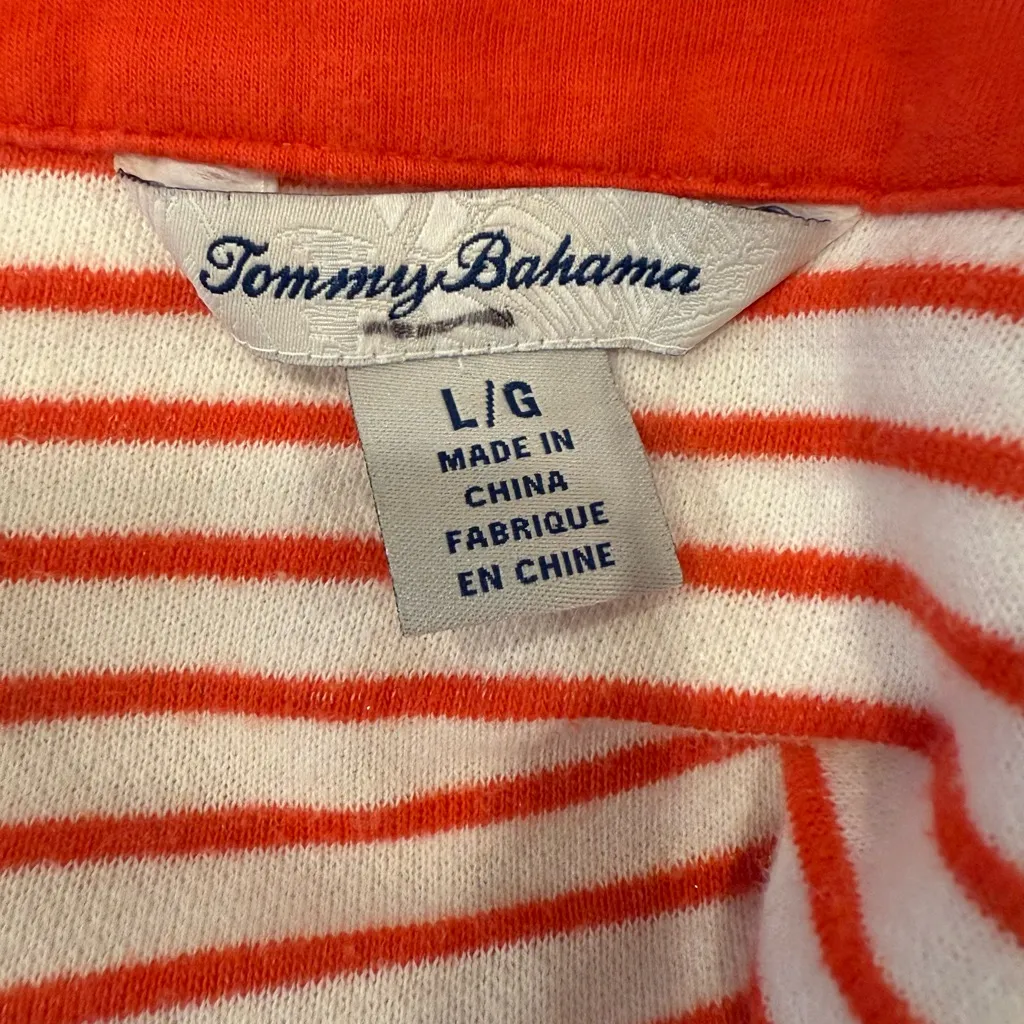 Tommy Bahama
L/G
MADE IN
CHINA
FABRIQUE
EN CHINE